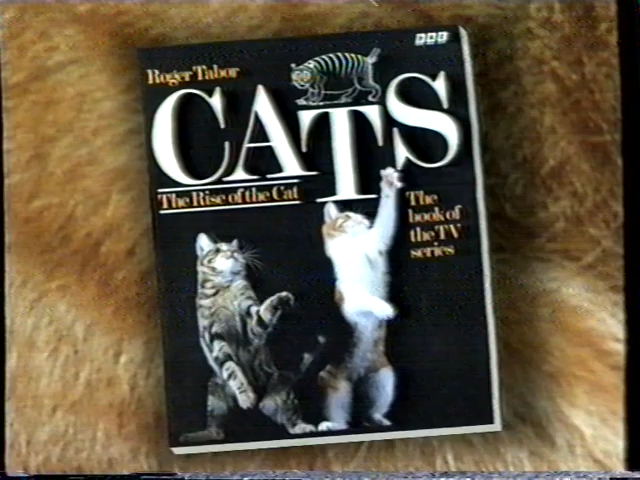 BBC
Roger Tabor
CATS
The Rise of the Cat
The
book of
the TV
series